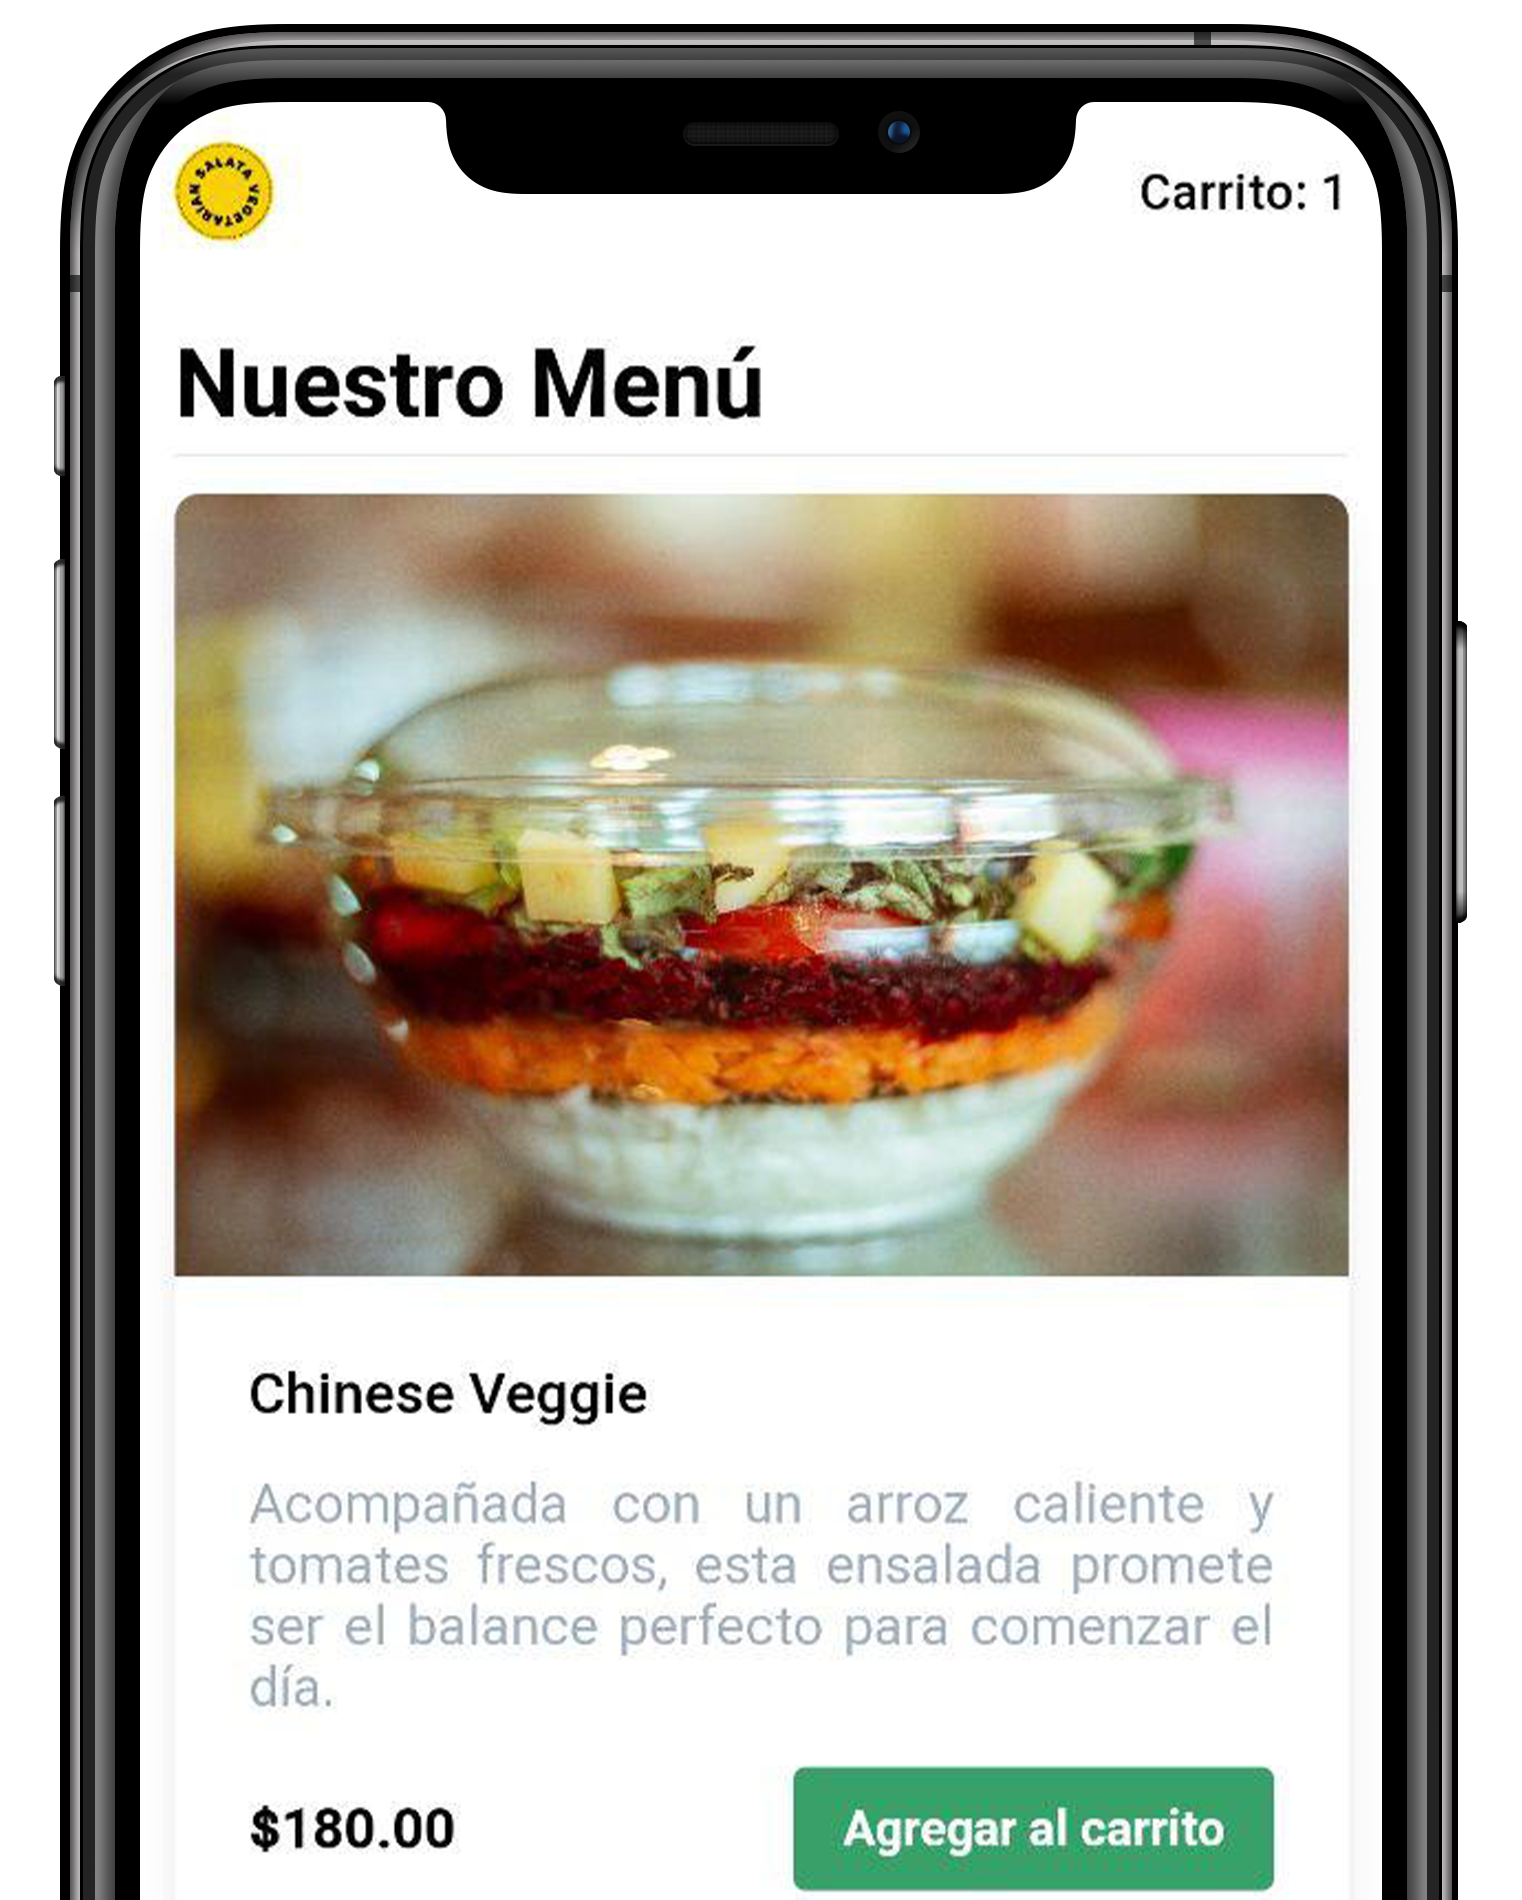 SALATA VEGETARIAN
Carrito: 1
Nuestro Menú
Chinese Veggie
Acompañada con un arroz caliente y
tomates frescos, esta ensalada promete
ser el balance perfecto para comenzar el
día.
$180.00
Agregar al carrito